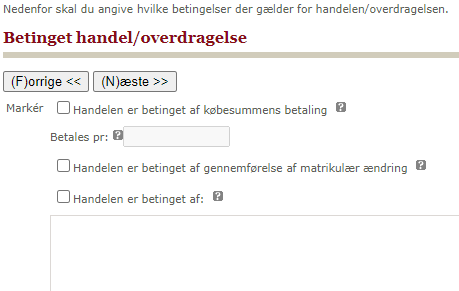 Nedenfor skal du angive hvilke betingelser der gælder for handelen/overdragelsen.
Betinget handel/overdragelse
(F)orrige << (N)æste >>
Markér Handelen er betinget af købesummens betaling ?
Betales pr: ?
Handelen er betinget af gennemførelse af matrikulær ændring ?
Handelen er betinget af: ?